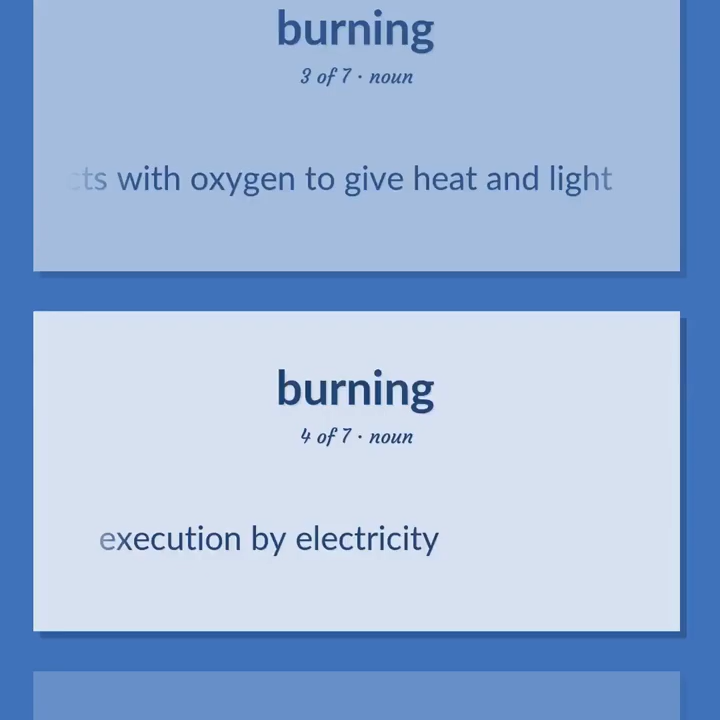 burning
3 of 7 · noun
cts with oxygen to give heat and light
burning
4 of 7 · noun
execution by electricity